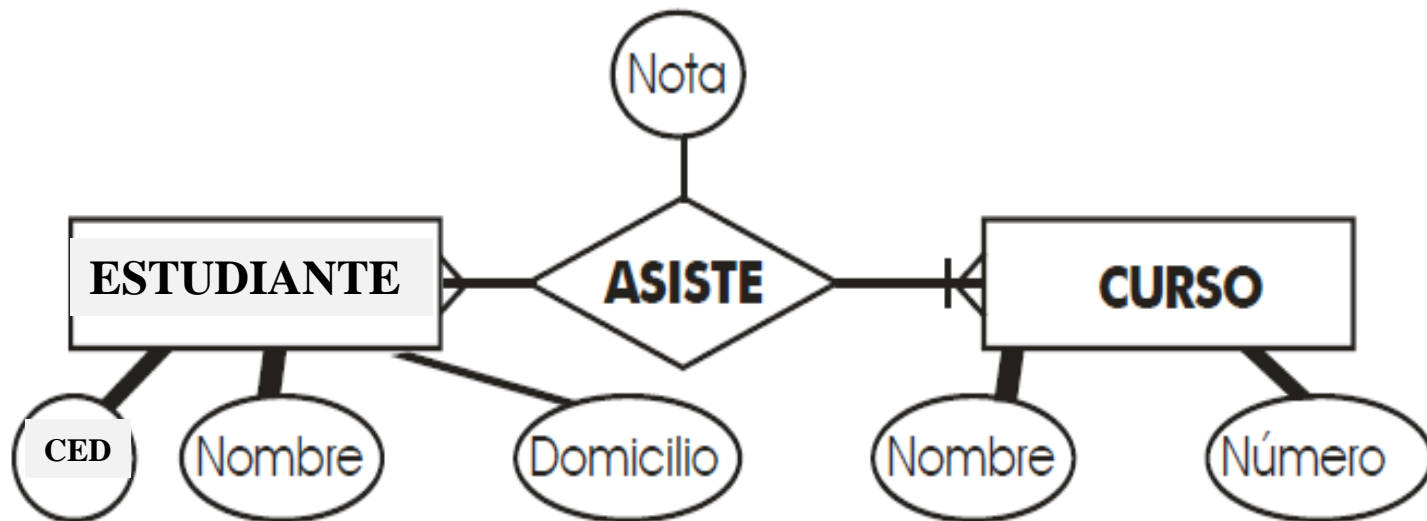 Nota
ESTUDIANTE
ASISTE
CURSO
CED
Nombre
Domicilio
Nombre
Número